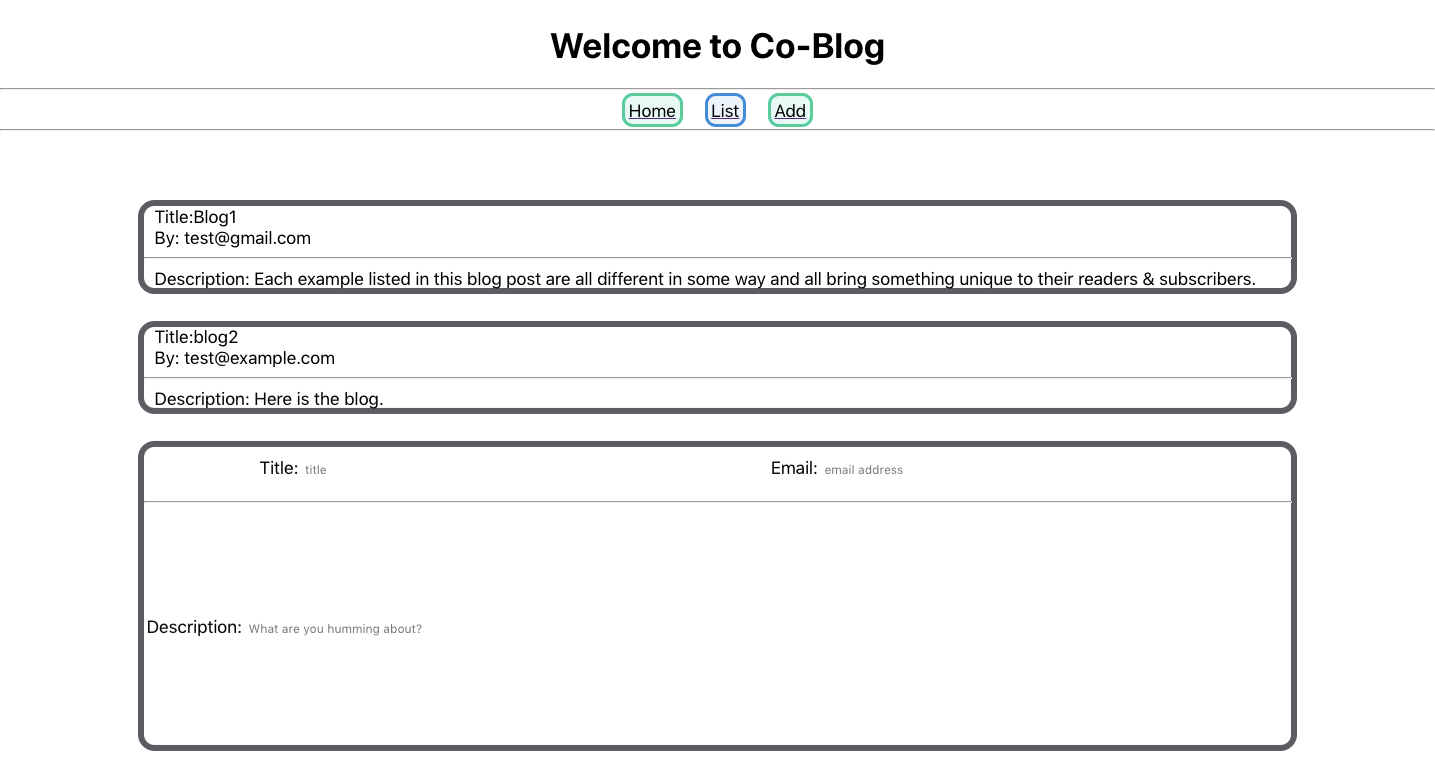 Welcome to Co-Blog
Home List Add
Title:Blog1
By: test@gmail.com
Description: Each example listed in this blog post are all different in some way and all bring something unique to their readers & subscribers.
Title:blog2
By: test@example.com
Description: Here is the blog.
Title: title Email: email address
Description: What are you humming about?